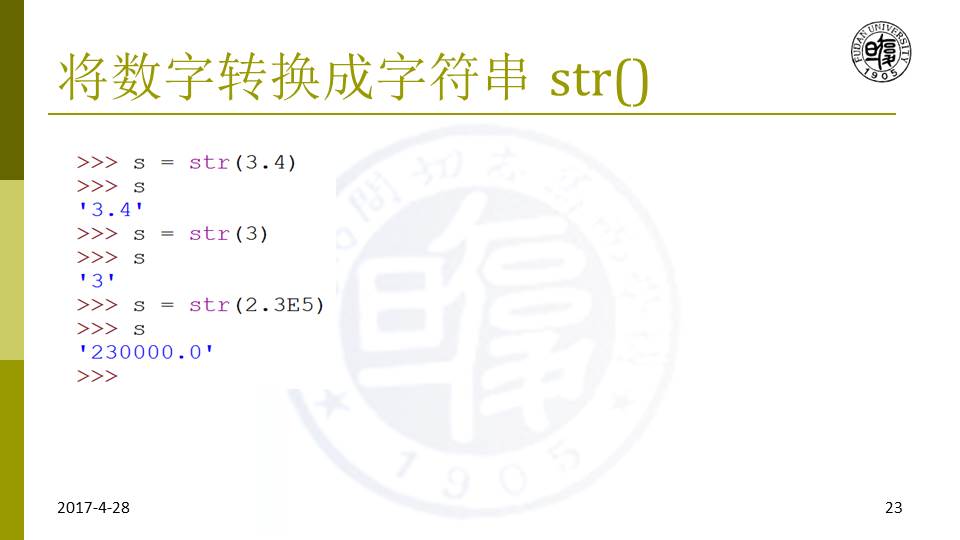 将数字转换成字符串 str()
FUDAN UNIVERSITY
1905
>>> s = str(3.4)
>>> s
'3.4'
>>> s = str(3)
>>> s
'3'
>>> s = str(2.3E5)
>>> s
'230000.0'
>>>
1905
2017-4-28
23